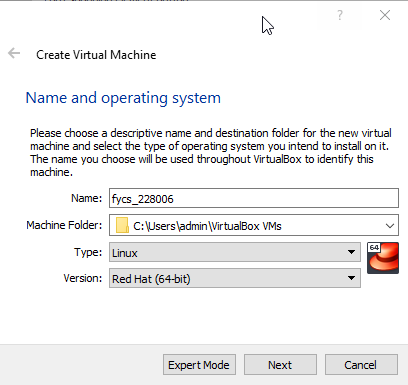 ?
Create Virtual Machine
Name and operating system
Please choose a descriptive name and destination folder for the new virtual
machine and select the type of operating system you intend to install on it.
The name you choose will be used throughout VirtualBox to identify this
machine.
Name: fycs_228006
Machine Folder: C:\Users\admin\VirtualBox VMs
Type: Linux
64
Version: Red Hat (64-bit)
Expert Mode Next Cancel